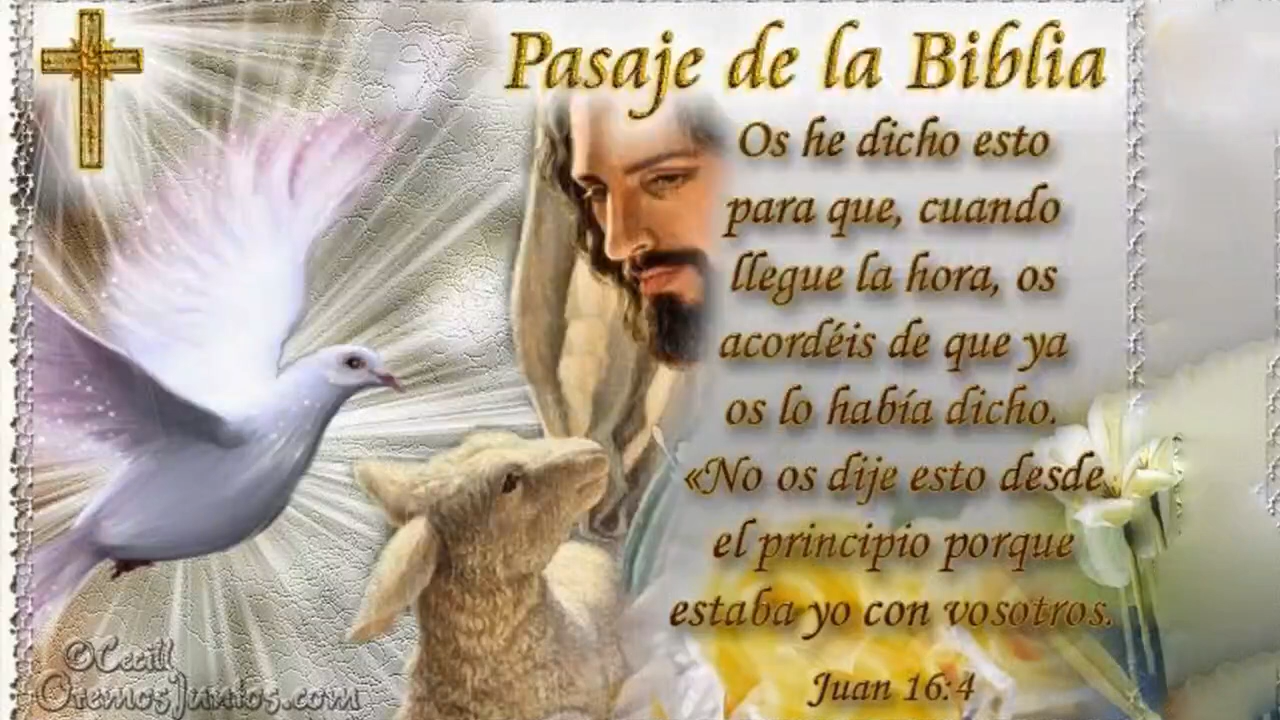 Pasaje de la Biblia
Os he dicho esto
para que, cuando
llegue la hora, os
acordéis de que ya
os lo había dicho.
«No os dije esto desde
el principio porque
estaba yo con vosotros.
Juan 16:4
©Cecill
OremosJuntos.com